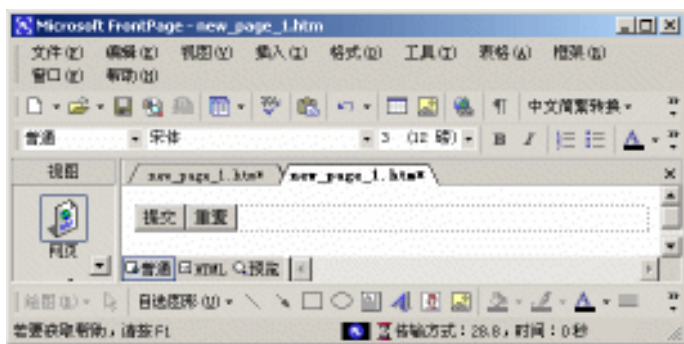 Microsoft FrontPage - new_page_1.htm
文件(F) 编辑(E) 视图(V) 插入(I) 格式(O) 工具(T) 表格(A) 框架(R)
窗口(W) 帮助(H)
中文简繁转换
普通 宋体 3 (12 磅) B I A
视图 new_page_1.htm* new_page_1.htm*
提交 重置
网页
普通 HTML 预览
绘图(R) 自选图形(U) A A
若要获取帮助，请按 F1 传输方式：28.8，时间：0秒